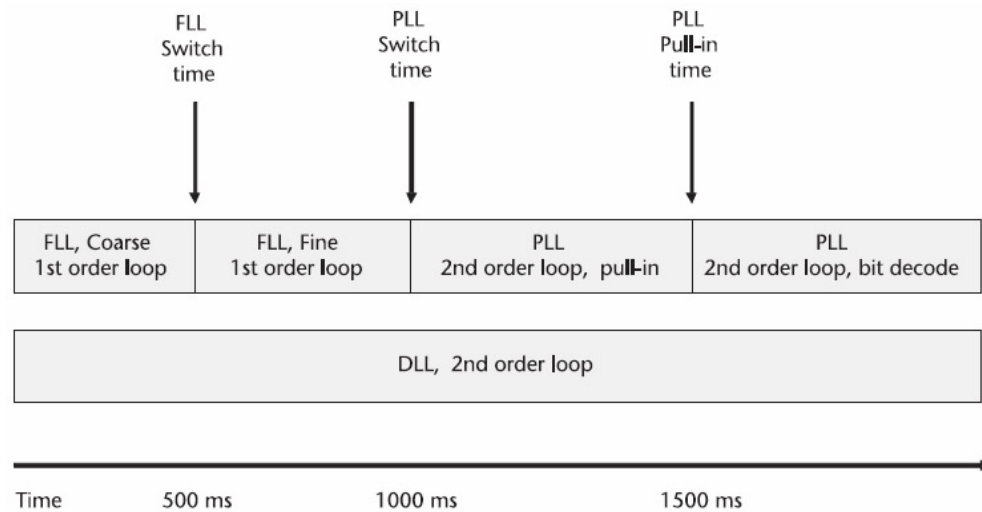 FLL
Switch
time
PLL
Switch
time
PLL
Pull-in
time
FLL, Coarse
1st order loop
FLL, Fine
1st order loop
PLL
2nd order loop, pull-in
PLL
2nd order loop, bit decode
DLL, 2nd order loop
Time 500 ms 1000 ms 1500 ms